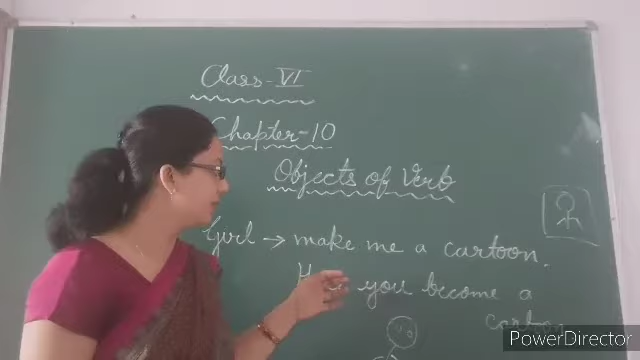 Class-VI
Chapter-10
Objects of Verb
Girl → make me a cartoon.
you become a
PowerDirector